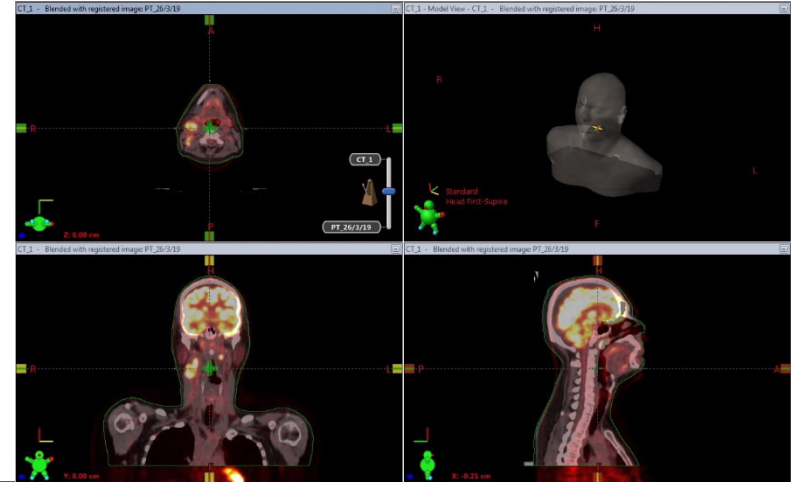 CT_1 - Blended with registered image: PT_26/3/19
A
R
L
P
CT_1
PT_26/3/19
Z: 0.00 cm
CT_1 - Model View - CT_1 - Blended with registered image: PT_26/3/19
H
R
L
F
Standard
Head First-Supine
CT_1 - Blended with registered image: PT_26/3/19
H
R
L
Y: 0.00 cm
CT_1 - Blended with registered image: PT_26/3/19
H
P
A
X: -0.21 cm